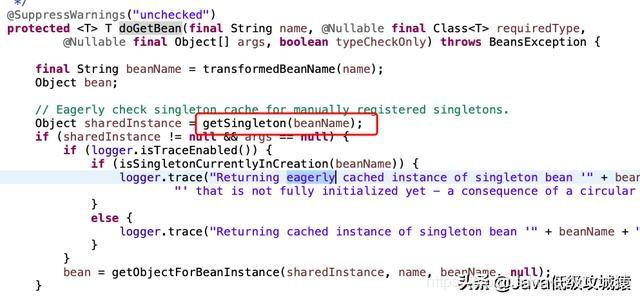 */
@SuppressWarnings("unchecked")
protected <T> T doGetBean(final String name, @Nullable final Class<T> requiredType,
@Nullable final Object[] args, boolean typeCheckOnly) throws BeansException {
final String beanName = transformedBeanName(name);
Object bean;
// Eagerly check singleton cache for manually registered singletons.
Object sharedInstance = getSingleton(beanName);
if (sharedInstance != null && args == null) {
if (logger.isTraceEnabled()) {
if (isSingletonCurrentlyInCreation(beanName)) {
logger.trace("Returning eagerly cached instance of singleton bean '" + bean
"' that is not fully initialized yet - a consequence of a circular
}
else {
logger.trace("Returning cached instance of singleton bean '" + beanName + "
}
}
bean = getObjectForBeanInstance(sharedInstance, name, beanName, null);
}
头条@Java低级攻城猿